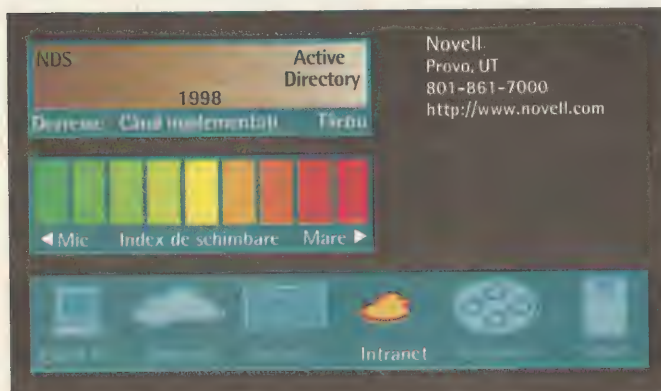 NDS
Active
Directory
1998
Devreme Când implementați Târziu
◄ Mic Index de schimbare Mare ►
Novell
Provo, UT
801-861-7000
http://www.novell.com
Intranet